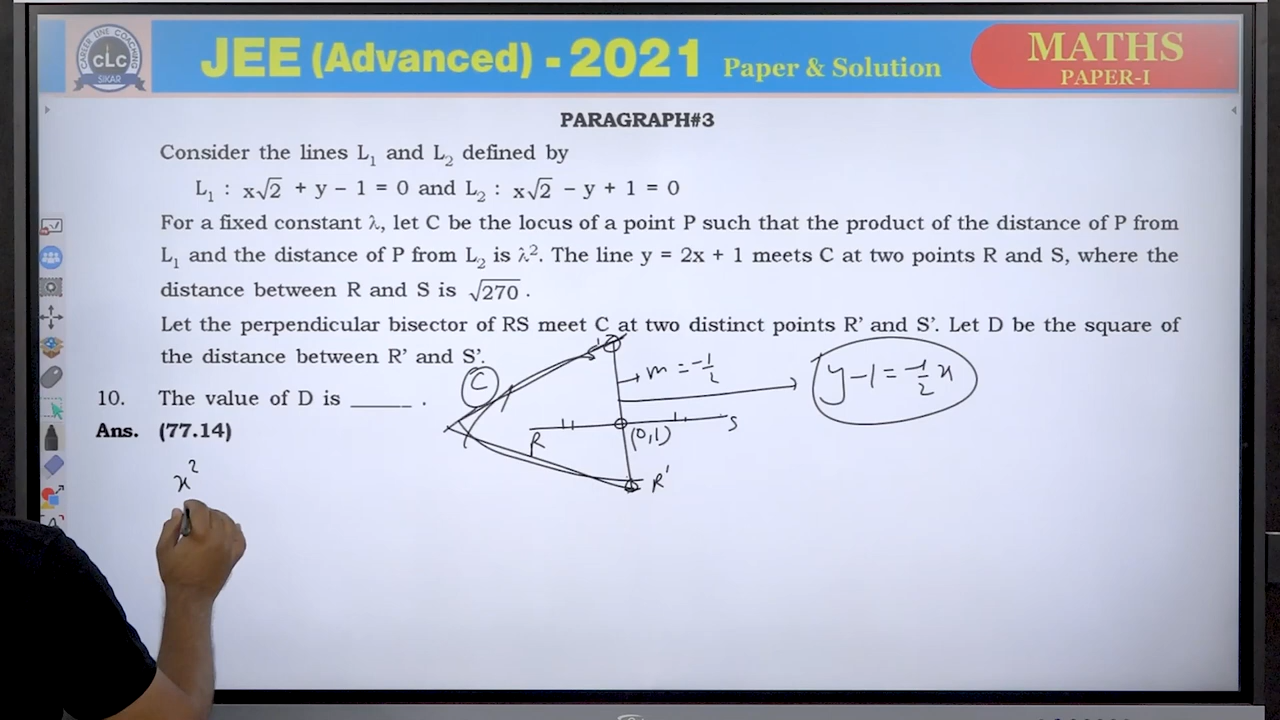 CAREER LINE COACHING
CLC
SIKAR
JEE (Advanced) - 2021 Paper & Solution
MATHS
PAPER-I
PARAGRAPH#3
Consider the lines L₁ and L₂ defined by
L₁ : x√2 + y – 1 = 0 and L₂ : x√2 – y + 1 = 0
For a fixed constant λ, let C be the locus of a point P such that the product of the distance of P from
L₁ and the distance of P from L₂ is λ². The line y = 2x + 1 meets C at two points R and S, where the
distance between R and S is √270 .
Let the perpendicular bisector of RS meet C at two distinct points R’ and S’. Let D be the square of
the distance between R’ and S’.
10. The value of D is _____ .
Ans. (77.14)
C
m = -1/2
y-1 = -1/2 x
R
(0,1)
S
R'
x²